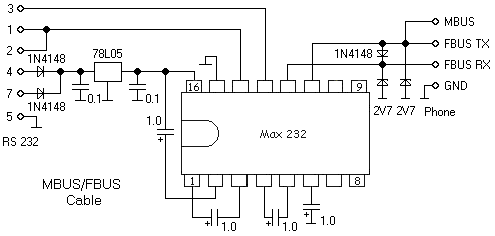 3
MBUS
1
1N4148
78L05
1N4148
FBUS TX
2
4
FBUS RX
16
9
GND
7
0.1
0.1
1N4148
2V7
2V7
Phone
5
1.0
Max 232
RS 232
MBUS/FBUS
Cable
1
8
+
+
1.0
+
1.0
+
1.0